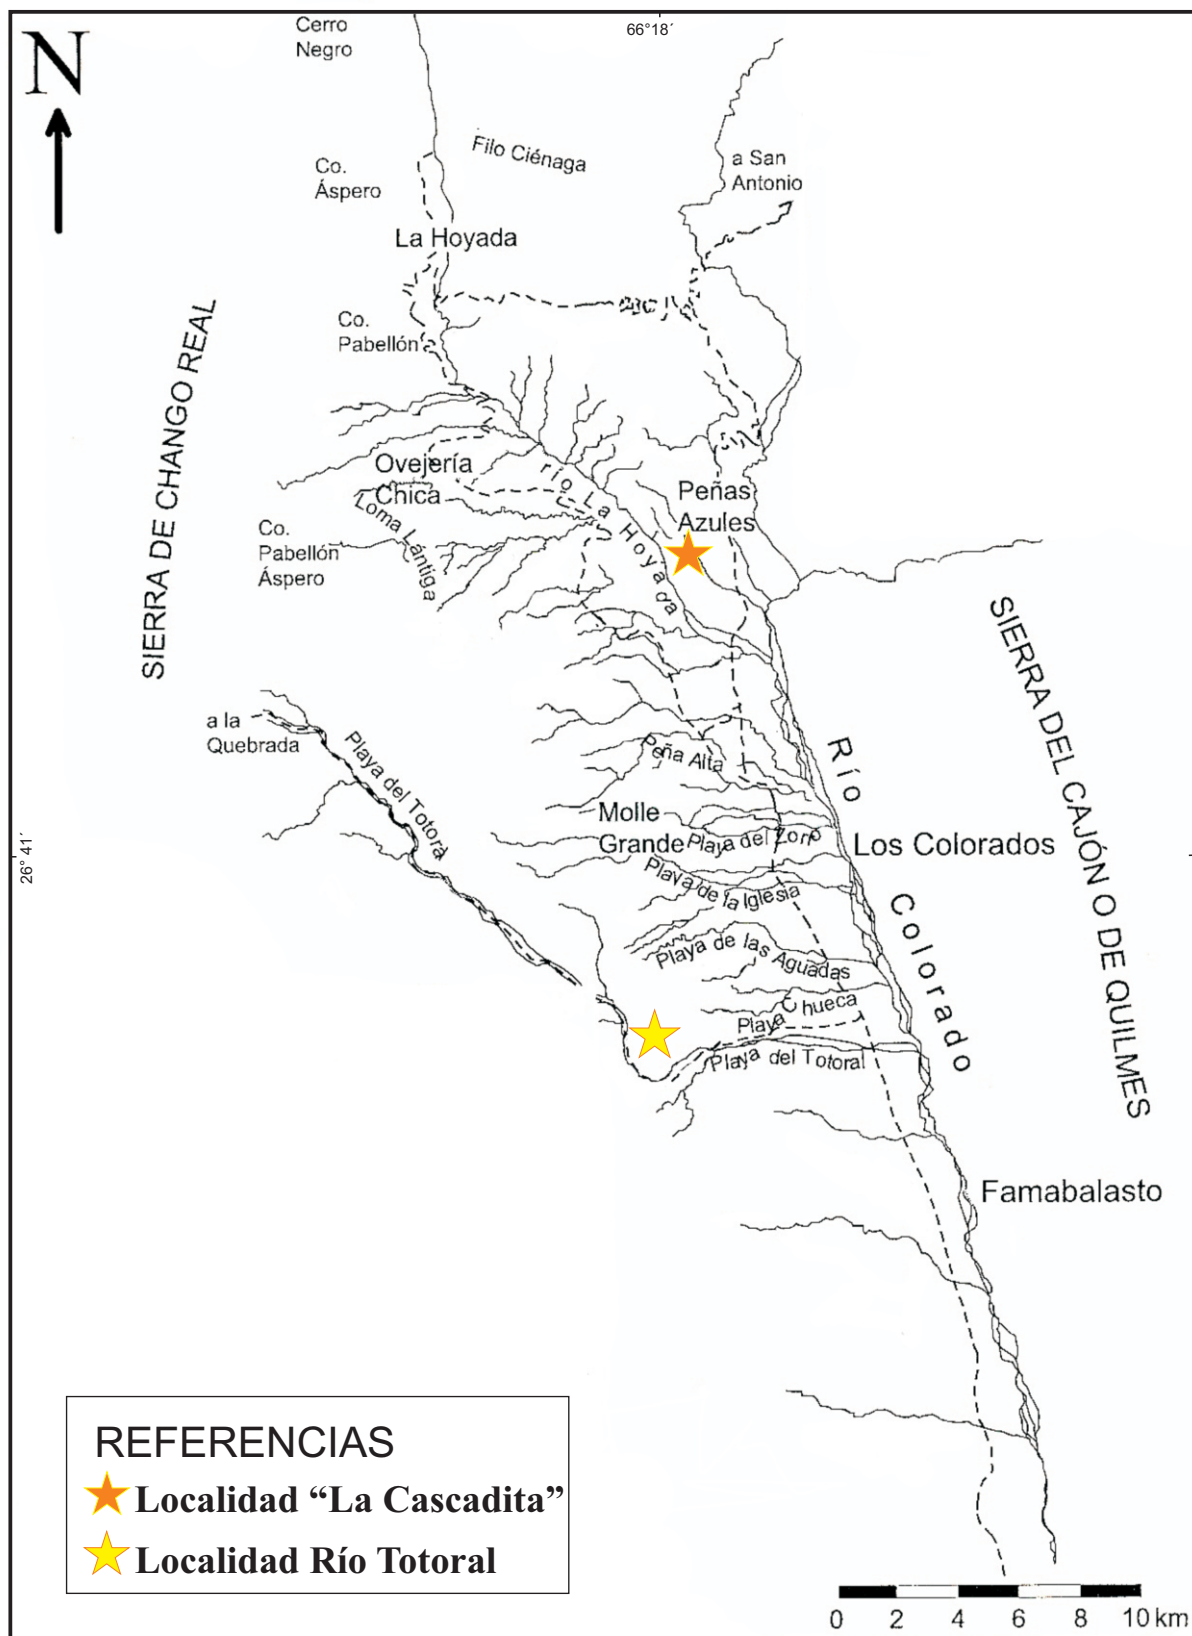 Cerro
Negro
66°18´
N
Filo Ciénaga
a San
Antonio
Co.
Áspero
La Hoyada
Co.
Pabellón
SIERRA DE CHANGO REAL
Ovejería
Chica
río La Hoyada
Peñas
Azules
Loma Lántiga
Co.
Pabellón
Áspero
SIERRA DEL CAJÓN O DE QUILMES
a la
Quebrada
Playa del Totoral
Peña Alta
Río Colorado
Molle
Grande
Playa del Zorro
Los Colorados
26° 41´
Playa de la Iglesia
Playa de las Aguadas
Playa Chueca
Playa del Totoral
Famabalasto
REFERENCIAS
Localidad “La Cascadita”
Localidad Río Totoral
0 2 4 6 8 10 km